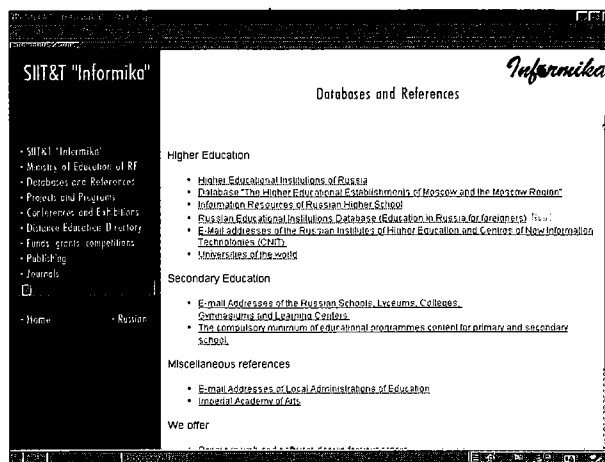 SIIT&T "Informika"
Informika
Databases and References
• SIIT&T "Informika"
• Ministry of Education of RF
• Databases and References
• Projects and Programs
• Conferences and Exhibitions
• Distance Education Directory
• Funds, grants, competitions
• Publishing
• Journals
• Home • Russian
Higher Education
• Higher Educational Institutions of Russia
• Database "The Higher Educational Establishments of Moscow and the Moscow Region"
• Information Resources of Russian Higher School
• Russian Educational Institutions Database (Education in Russia for foreigners)
• E-Mail addresses of the Russian Institutes of Higher Education and Centres of New Information
Technologies (CNIT)
• Universities of the world
Secondary Education
• E-mail Addresses of the Russian Schools, Lyceums, Colleges,
Gymnasiums and Learning Centers.
• The compulsory minimum of educational programmes content for primary and secondary
school.
Miscellaneous references
• E-mail Addresses of Local Administrations of Education
• Imperial Academy of Arts
We offer